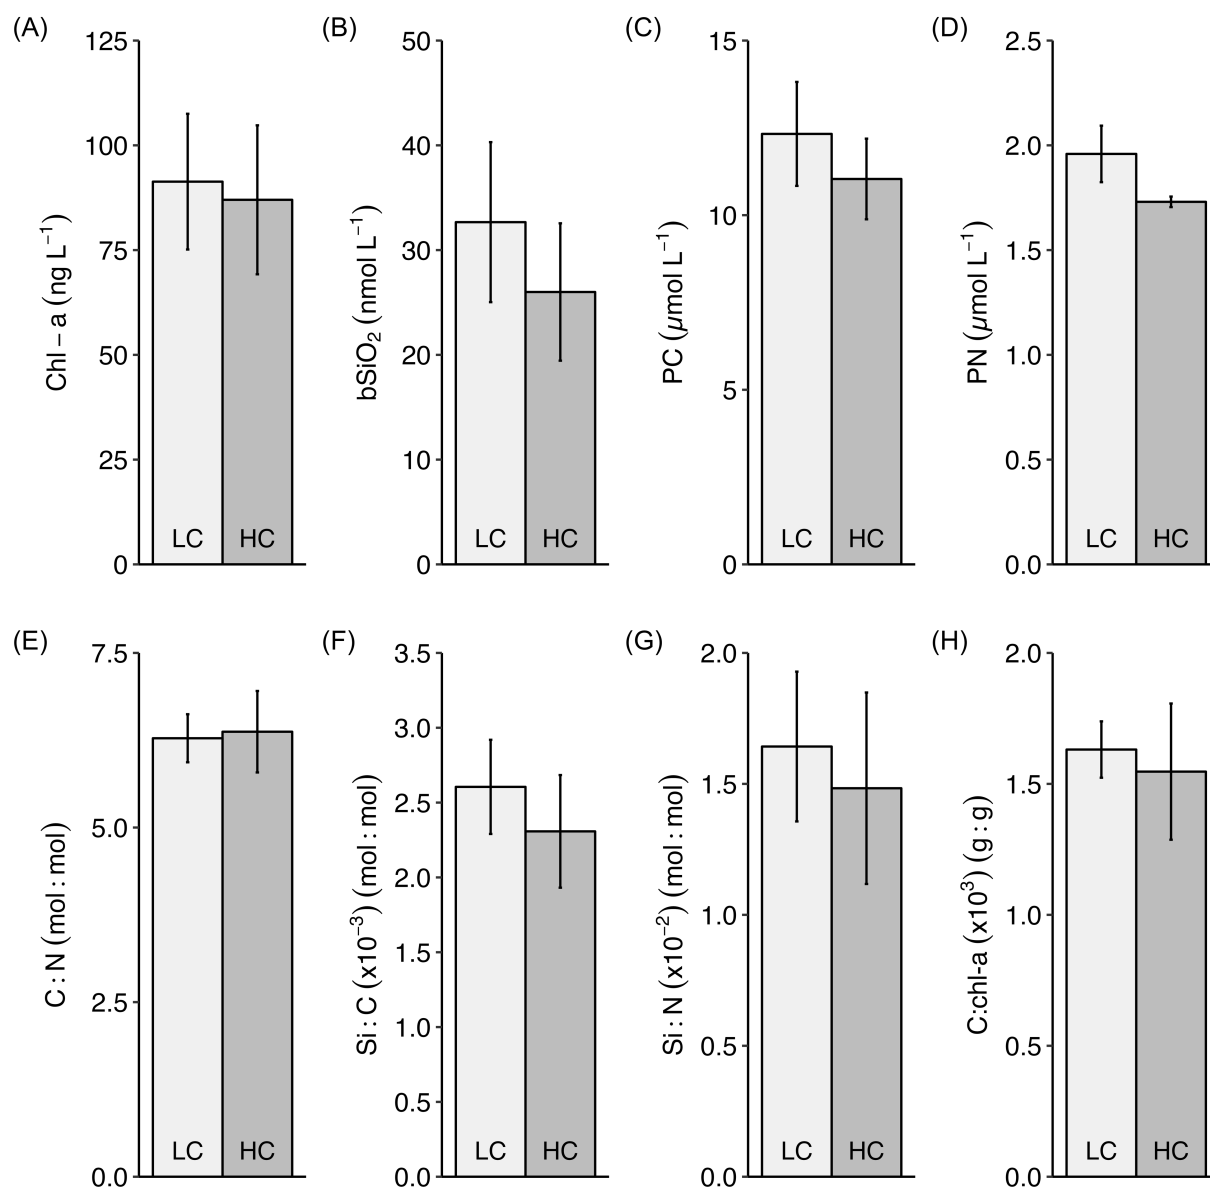 (A)
Chl – a (ng L⁻¹)
125
100
75
50
25
0
LC
HC
(B)
bSiO₂ (nmol L⁻¹)
50
40
30
20
10
0
LC
HC
(C)
PC (µmol L⁻¹)
15
10
5
0
LC
HC
(D)
PN (µmol L⁻¹)
2.5
2.0
1.5
1.0
0.5
0.0
LC
HC
(E)
C : N (mol : mol)
7.5
5.0
2.5
0.0
LC
HC
(F)
Si : C (x10⁻³) (mol : mol)
3.5
3.0
2.5
2.0
1.5
1.0
0.5
0.0
LC
HC
(G)
Si : N (x10⁻²) (mol : mol)
2.0
1.5
1.0
0.5
0.0
LC
HC
(H)
C:chl-a (x10³) (g : g)
2.0
1.5
1.0
0.5
0.0
LC
HC